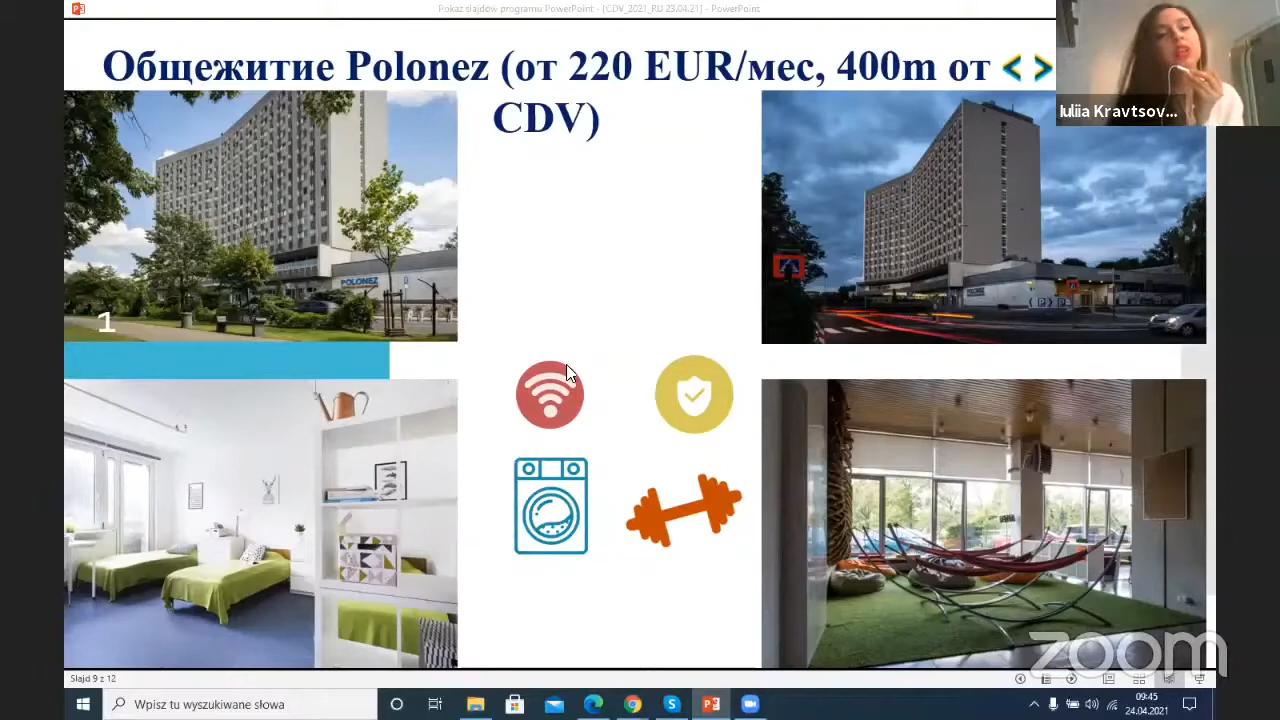 Pokaz slajdów programu PowerPoint - [CDV_2021_RU 23.04.21] - PowerPoint
Общежитие Polonez (от 220 EUR/мес, 400m от
CDV)
Iuliia Kravtsov...
POLONEZ
POLONEZ
1
zoom
Slajd 9 z 12
Wpisz tu wyszukiwane słowa
09:45
24.04.2021